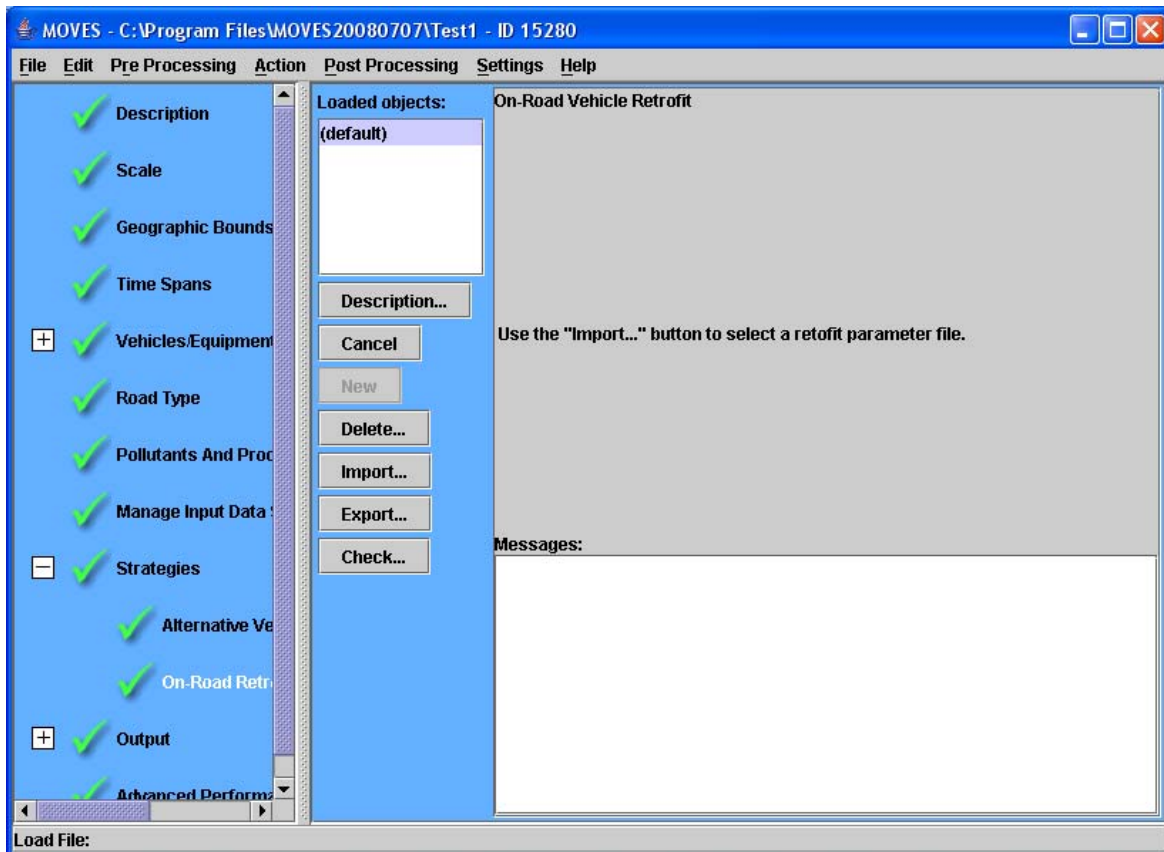 MOVES - C:\Program Files\MOVES20080707\Test1 - ID 15280
File Edit Pre Processing Action Post Processing Settings Help
Description
Scale
Geographic Bounds
Time Spans
Vehicles/Equipment
Road Type
Pollutants And Proc
Manage Input Data
Strategies
Alternative Ve
On-Road Retr
Output
Advanced Performa
Loaded objects:
(default)
Description...
Cancel
New
Delete...
Import...
Export...
Check...
On-Road Vehicle Retrofit
Use the "Import..." button to select a retofit parameter file.
Messages:
Load File: